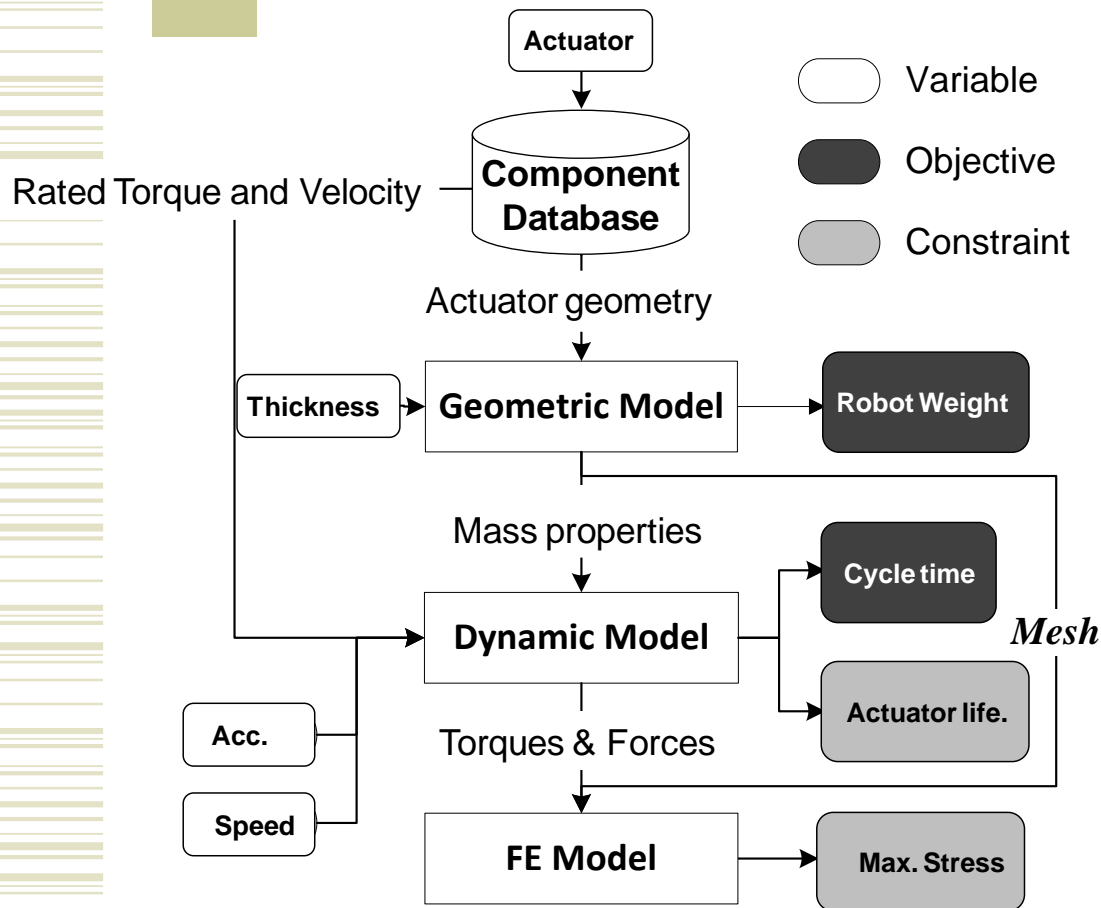 Actuator
Variable
Objective
Constraint
Component
Database
Rated Torque and Velocity
Actuator geometry
Thickness
Geometric Model
Robot Weight
Mass properties
Cycle time
Dynamic Model
Mesh
Actuator life.
Acc.
Torques & Forces
Speed
FE Model
Max. Stress